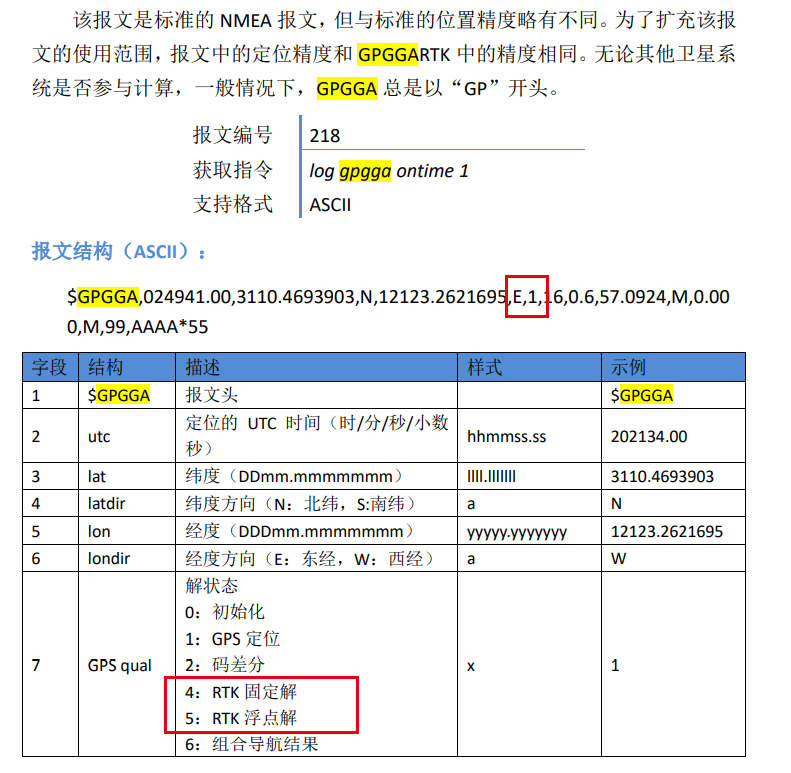 该报文是标准的 NMEA 报文，但与标准的位置精度略有不同。为了扩充该报
文的使用范围，报文中的定位精度和 GPGGARTK 中的精度相同。无论其他卫星系
统是否参与计算，一般情况下，GPGGA 总是以“GP”开头。
报文编号 218
获取指令 log gpgga ontime 1
支持格式 ASCII
报文结构（ASCII）：
$GPGGA,024941.00,3110.4693903,N,12123.2621695,E,1,16,0.6,57.0924,M,0.00
0,M,99,AAAA*55
字段 结构 描述 样式 示例
1 $GPGGA 报文头 $GPGGA
2 utc 定位的 UTC 时间（时/分/秒/小数
秒） hhmmss.ss 202134.00
3 lat 纬度（DDmm.mmmmmmm） llll.lllllll 3110.4693903
4 latdir 纬度方向（N：北纬，S:南纬） a N
5 lon 经度（DDDmm.mmmmmmm） yyyyy.yyyyyyy 12123.2621695
6 londir 经度方向（E：东经，W：西经） a W
7 GPS qual 解状态 x 1
0：初始化
1：GPS 定位
2：码差分
4：RTK 固定解
5：RTK 浮点解
6：组合导航结果